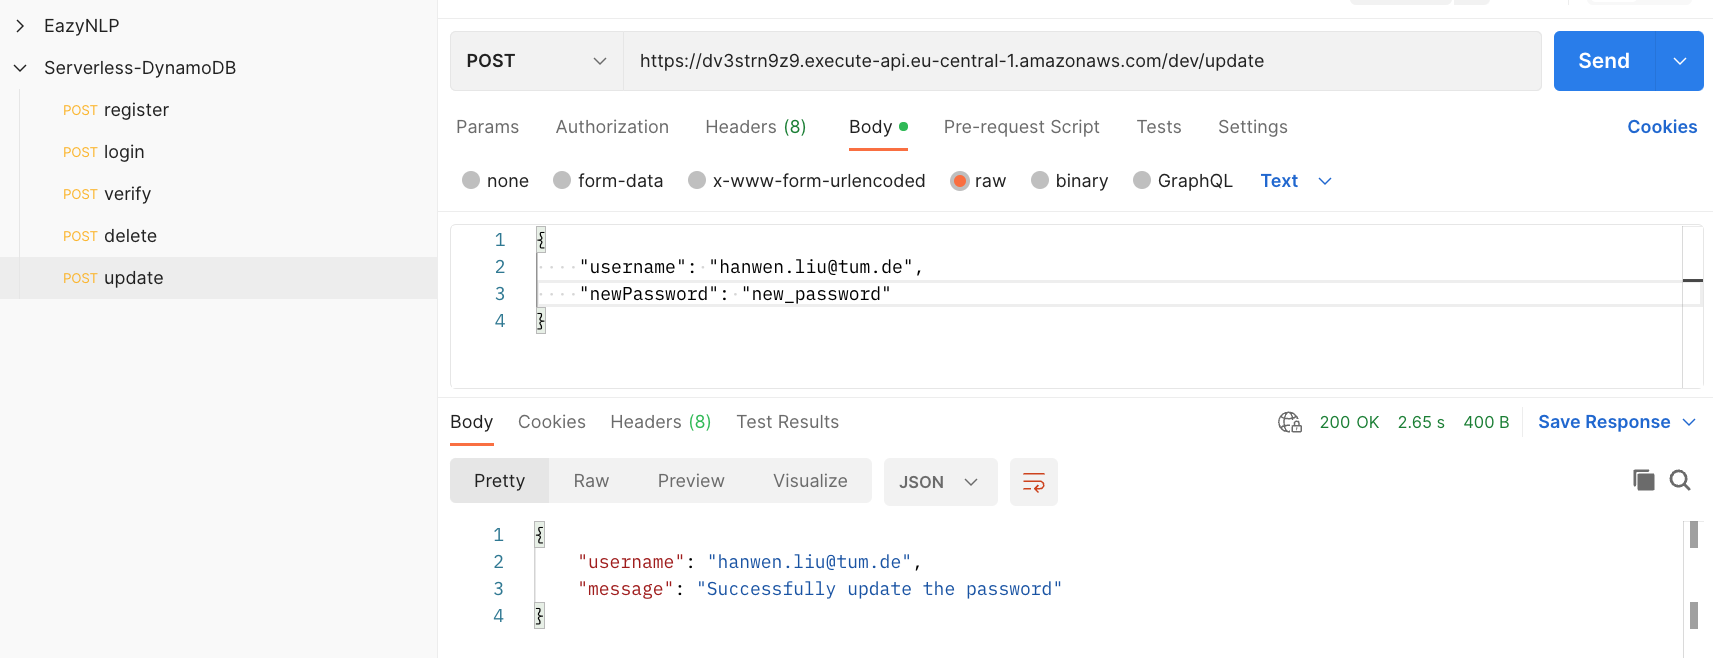 EazyNLP
Serverless-DynamoDB
POST register
POST login
POST verify
POST delete
POST update
POST https://dv3strn9z9.execute-api.eu-central-1.amazonaws.com/dev/update Send
Params Authorization Headers (8) Body Pre-request Script Tests Settings Cookies
none form-data x-www-form-urlencoded raw binary GraphQL Text
1 {
2 "username": "hanwen.liu@tum.de",
3 "newPassword": "new_password"
4 }
Body Cookies Headers (8) Test Results 200 OK 2.65 s 400 B Save Response
Pretty Raw Preview Visualize JSON
1 {
2 "username": "hanwen.liu@tum.de",
3 "message": "Successfully update the password"
4 }